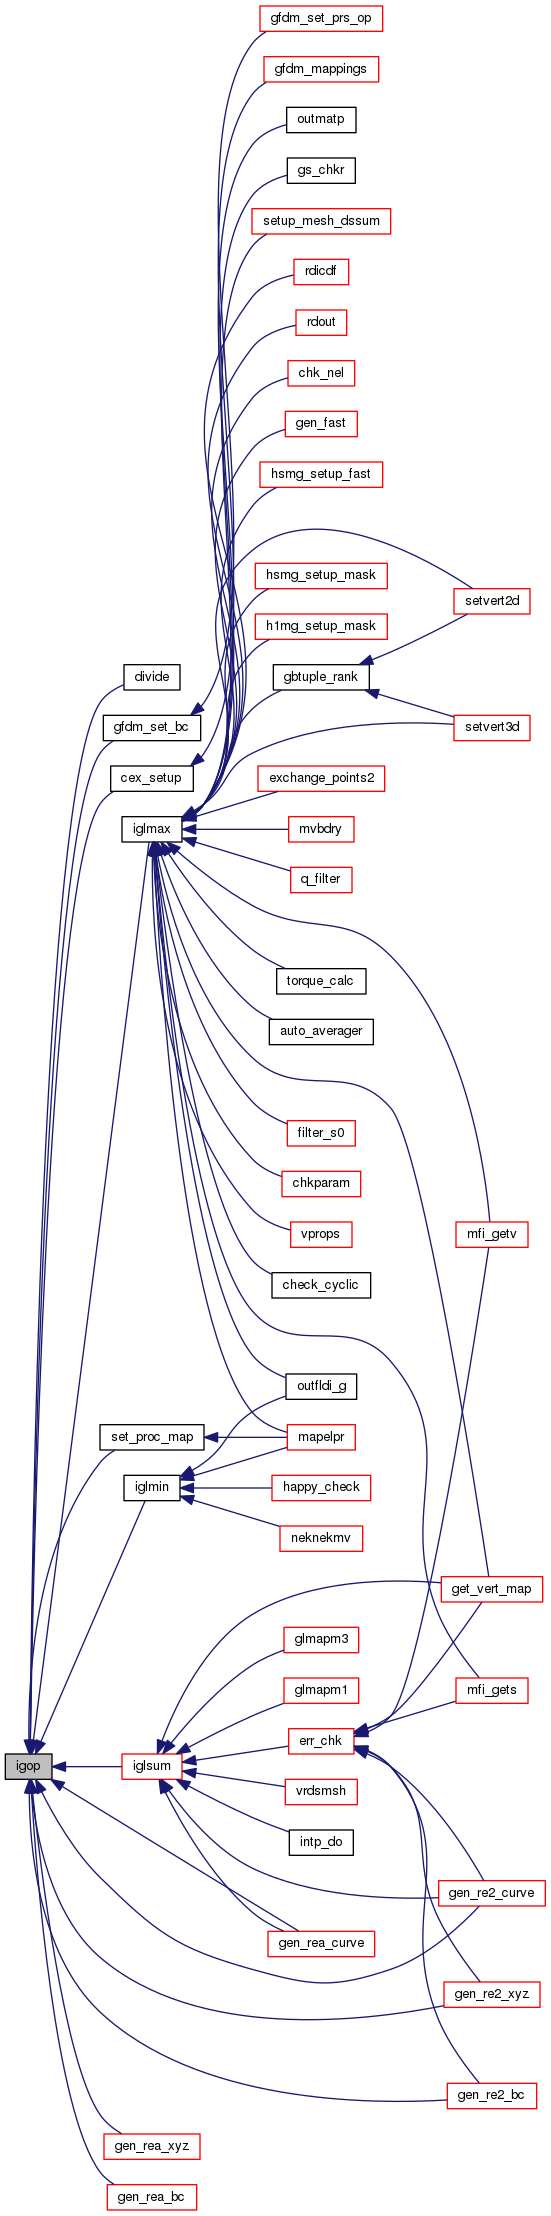 gfdm_set_prs_op
gfdm_mappings
outmatp
gs_chkr
setup_mesh_dssum
rdicdf
rdout
chk_nel
gen_fast
hsmg_setup_fast
hsmg_setup_mask
setvert2d
h1mg_setup_mask
divide
gbtuple_rank
gfdm_set_bc
setvert3d
cex_setup
exchange_points2
iglmax
mvbdry
q_filter
torque_calc
auto_averager
filter_s0
chkparam
vprops
mfi_getv
check_cyclic
outfldi_g
set_proc_map
mapelpr
iglmin
happy_check
neknekmv
get_vert_map
glmapm3
glmapm1
mfi_gets
err_chk
igop
iglsum
vrdsmsh
intp_do
gen_re2_curve
gen_rea_curve
gen_re2_xyz
gen_re2_bc
gen_rea_xyz
gen_rea_bc